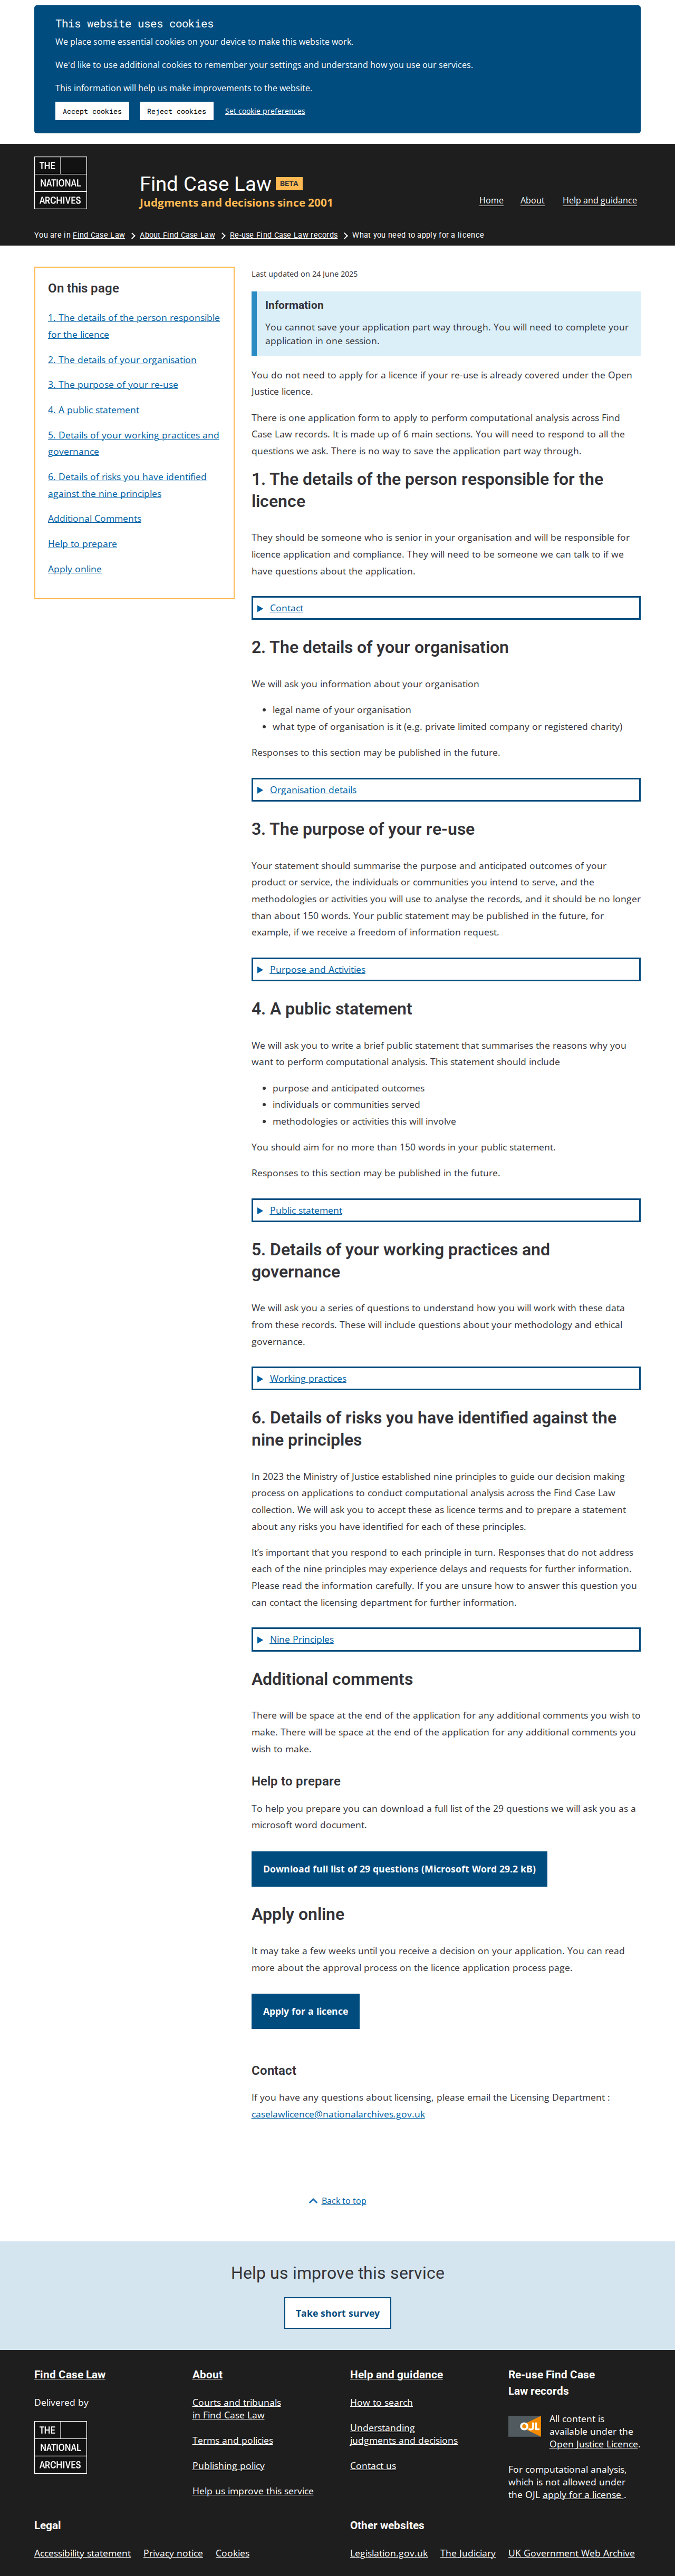 This website uses cookies
We place some essential cookies on your device to make this website work.
We'd like to use additional cookies to remember your settings and understand how you use our services.
This information will help us make improvements to the website.
Accept cookies
Reject cookies
Set cookie preferences
THE
NATIONAL
ARCHIVES
Find Case Law BETA
Judgments and decisions since 2001
Home
About
Help and guidance
You are in Find Case Law > About Find Case Law > Re-use Find Case Law records > What you need to apply for a licence
On this page
1. The details of the person responsible
for the licence
2. The details of your organisation
3. The purpose of your re-use
4. A public statement
5. Details of your working practices and
governance
6. Details of risks you have identified
against the nine principles
Additional Comments
Help to prepare
Apply online
Last updated on 24 June 2025
Information
You cannot save your application part way through. You will need to complete your
application in one session.
You do not need to apply for a licence if your re-use is already covered under the Open
Justice licence.
There is one application form to apply to perform computational analysis across Find
Case Law records. It is made up of 6 main sections. You will need to respond to all the
questions we ask. There is no way to save the application part way through.
1. The details of the person responsible for the
licence
They should be someone who is senior in your organisation and will be responsible for
licence application and compliance. They will need to be someone we can talk to if we
have questions about the application.
Contact
2. The details of your organisation
We will ask you information about your organisation
• legal name of your organisation
• what type of organisation is it (e.g. private limited company or registered charity)
Responses to this section may be published in the future.
Organisation details
3. The purpose of your re-use
Your statement should summarise the purpose and anticipated outcomes of your
product or service, the individuals or communities you intend to serve, and the
methodologies or activities you will use to analyse the records, and it should be no longer
than about 150 words. Your public statement may be published in the future, for
example, if we receive a freedom of information request.
Purpose and Activities
4. A public statement
We will ask you to write a brief public statement that summarises the reasons why you
want to perform computational analysis. This statement should include
• purpose and anticipated outcomes
• individuals or communities served
• methodologies or activities this will involve
You should aim for no more than 150 words in your public statement.
Responses to this section may be published in the future.
Public statement
5. Details of your working practices and
governance
We will ask you a series of questions to understand how you will work with these data
from these records. These will include questions about your methodology and ethical
governance.
Working practices
6. Details of risks you have identified against the
nine principles
In 2023 the Ministry of Justice established nine principles to guide our decision making
process on applications to conduct computational analysis across the Find Case Law
collection. We will ask you to accept these as licence terms and to prepare a statement
about any risks you have identified for each of these principles.
It's important that you respond to each principle in turn. Responses that do not address
each of the nine principles may experience delays and requests for further information.
Please read the information carefully. If you are unsure how to answer this question you
can contact the licensing department for further information.
Nine Principles
Additional comments
There will be space at the end of the application for any additional comments you wish to
make. There will be space at the end of the application for any additional comments you
wish to make.
Help to prepare
To help you prepare you can download a full list of the 29 questions we will ask you as a
microsoft word document.
Download full list of 29 questions (Microsoft Word 29.2 kB)
Apply online
It may take a few weeks until you receive a decision on your application. You can read
more about the approval process on the licence application process page.
Apply for a licence
Contact
If you have any questions about licensing, please email the Licensing Department :
caselawlicence@nationalarchives.gov.uk
Back to top
Help us improve this service
Take short survey
Find Case Law
Delivered by
THE
NATIONAL
ARCHIVES
About
Courts and tribunals
in Find Case Law
Terms and policies
Publishing policy
Help us improve this service
Help and guidance
How to search
Understanding
judgments and decisions
Contact us
Re-use Find Case
Law records
OJL
All content is
available under the
Open Justice Licence.
For computational analysis,
which is not allowed under
the OJL apply for a license .
Legal
Accessibility statement
Privacy notice
Cookies
Other websites
Legislation.gov.uk
The Judiciary
UK Government Web Archive